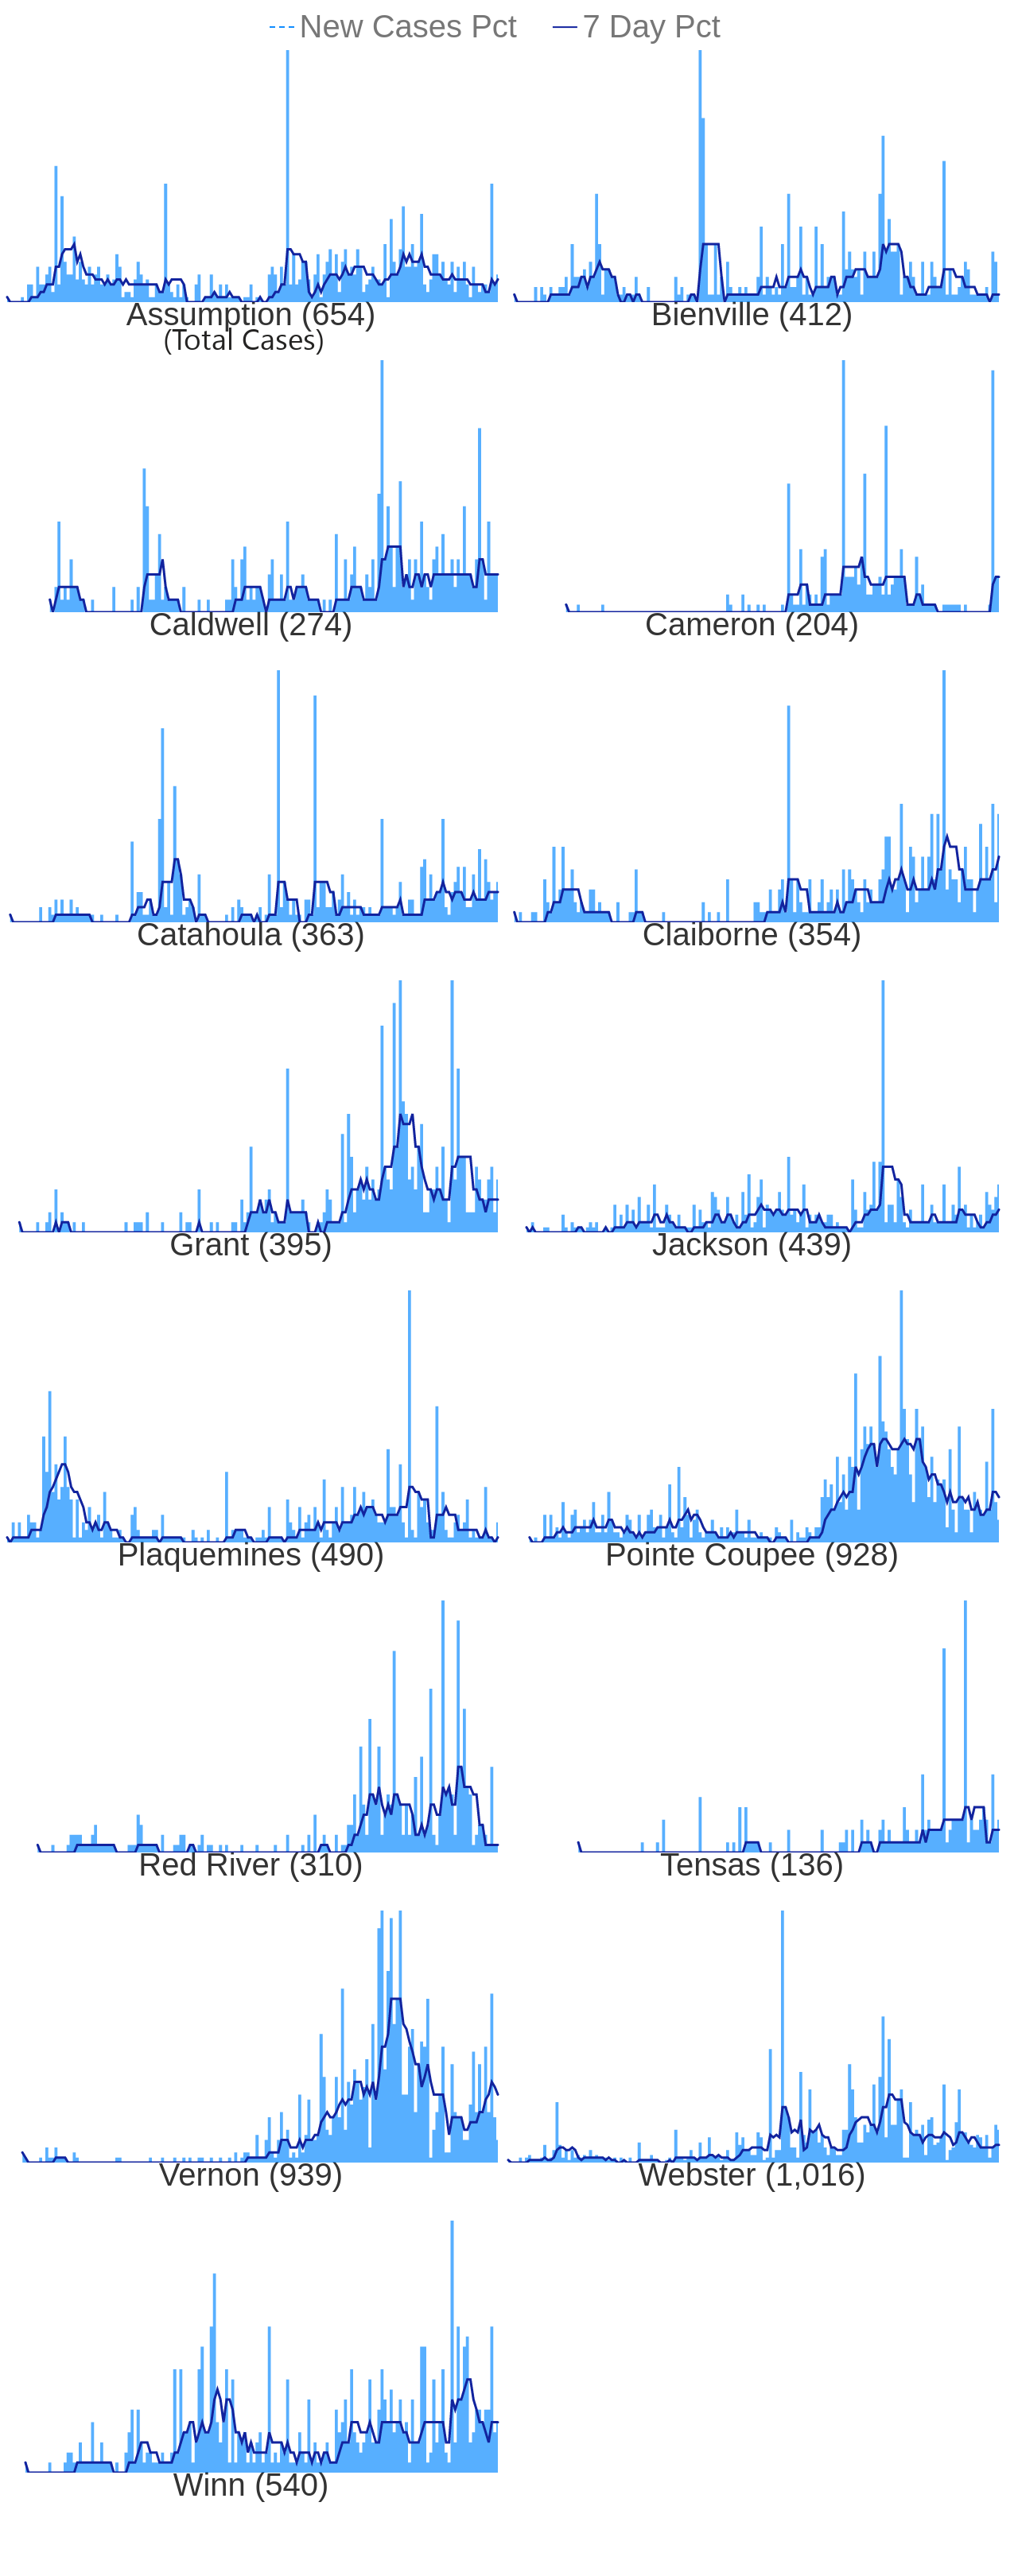 New Cases Pct 7 Day Pct
Assumption (654) Bienville (412)
(Total Cases)
Caldwell (274) Cameron (204)
Catahoula (363) Claiborne (354)
Grant (395) Jackson (439)
Plaquemines (490) Pointe Coupee (928)
Red River (310) Tensas (136)
Vernon (939) Webster (1,016)
Winn (540)